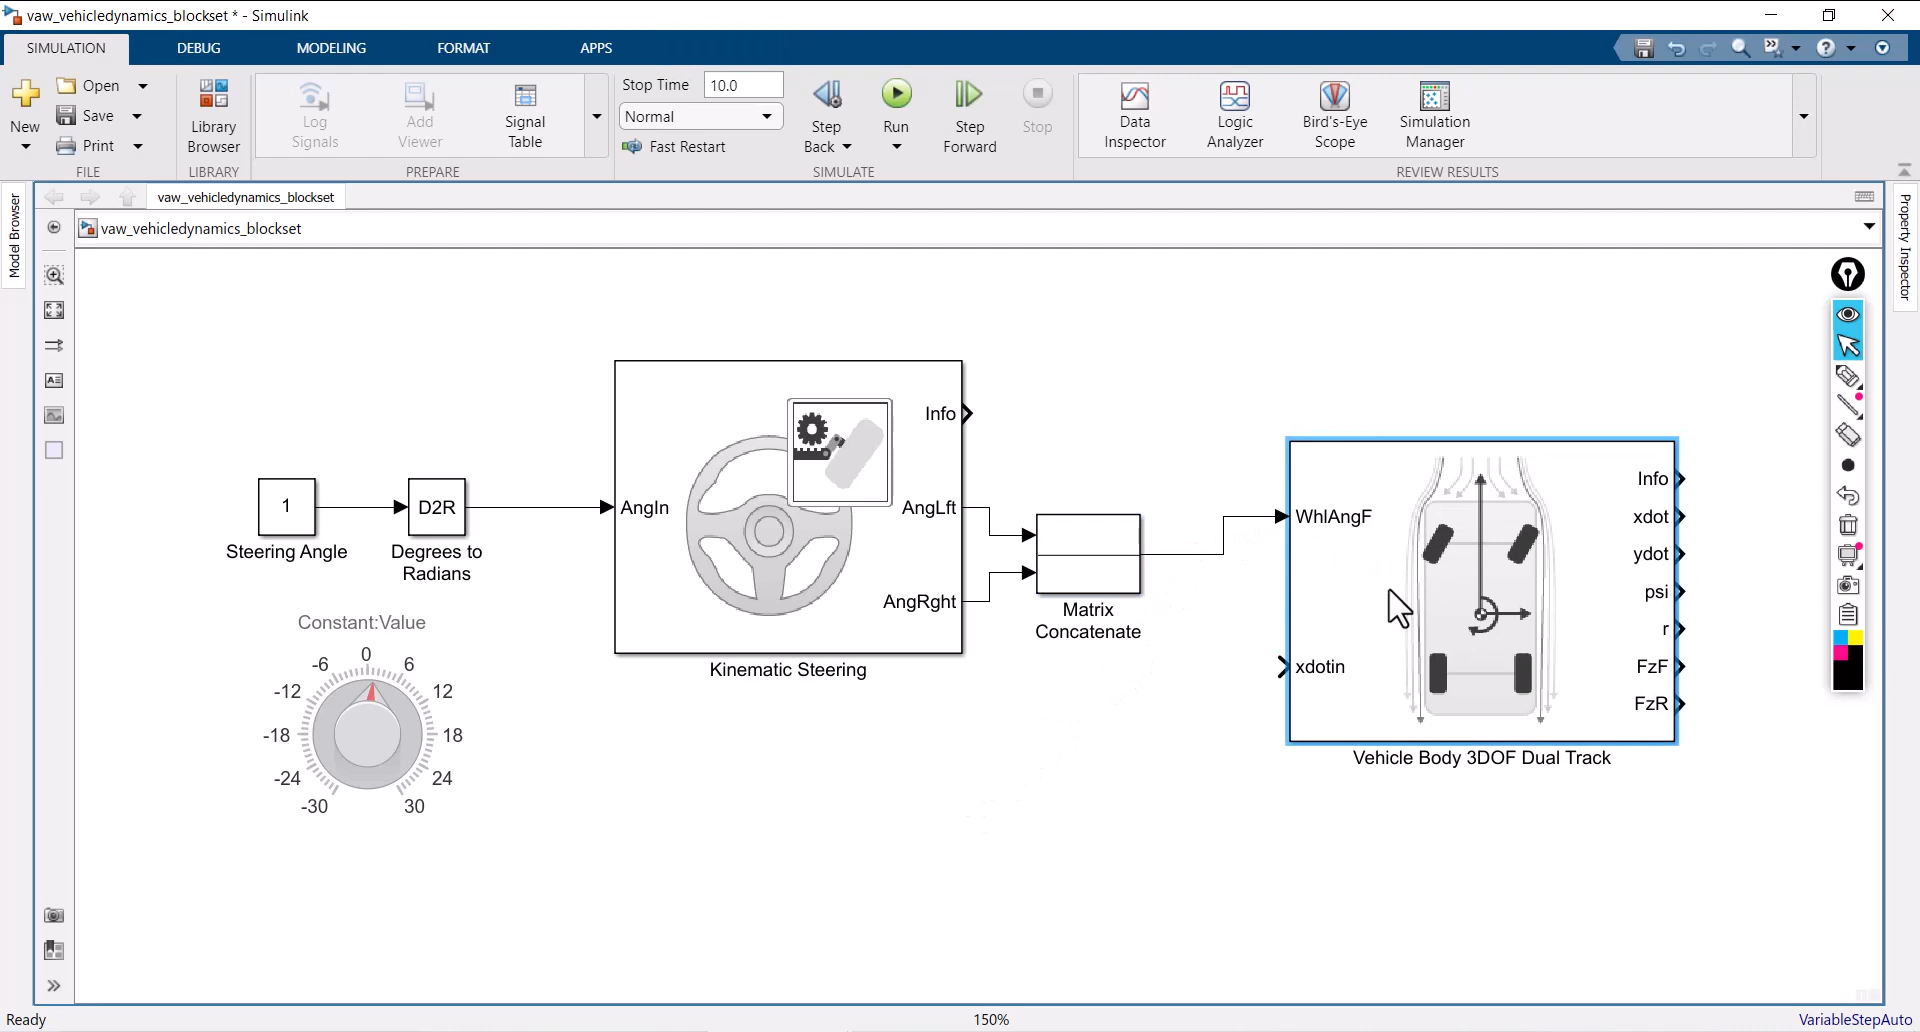 vaw_vehicledynamics_blockset * - Simulink
SIMULATION DEBUG MODELING FORMAT APPS
New
Open
Save
Print
FILE
Library Browser
LIBRARY
Log Signals
Add Viewer
Signal Table
PREPARE
Stop Time 10.0
Normal
Fast Restart
Step Back
Run
Step Forward
Stop
SIMULATE
Data Inspector
Logic Analyzer
Bird's-Eye Scope
Simulation Manager
REVIEW RESULTS
Model Browser
vaw_vehicledynamics_blockset
vaw_vehicledynamics_blockset
Property Inspector
1
Steering Angle
D2R
Degrees to
Radians
Constant:Value
0
-6 6
-12 12
-18 18
-24 24
-30 30
AngIn
Info
AngLft
AngRght
Kinematic Steering
Matrix
Concatenate
WhlAngF
xdotin
Info
xdot
ydot
psi
r
FzF
FzR
Vehicle Body 3DOF Dual Track
Ready 150% VariableStepAuto